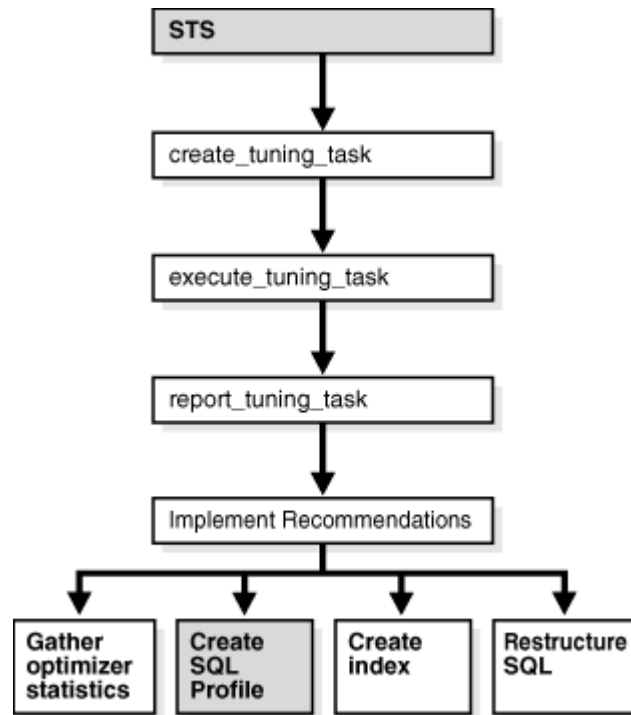 STS
create_tuning_task
execute_tuning_task
report_tuning_task
Implement Recommendations
Gather
optimizer
statistics
Create
SQL
Profile
Create
index
Restructure
SQL